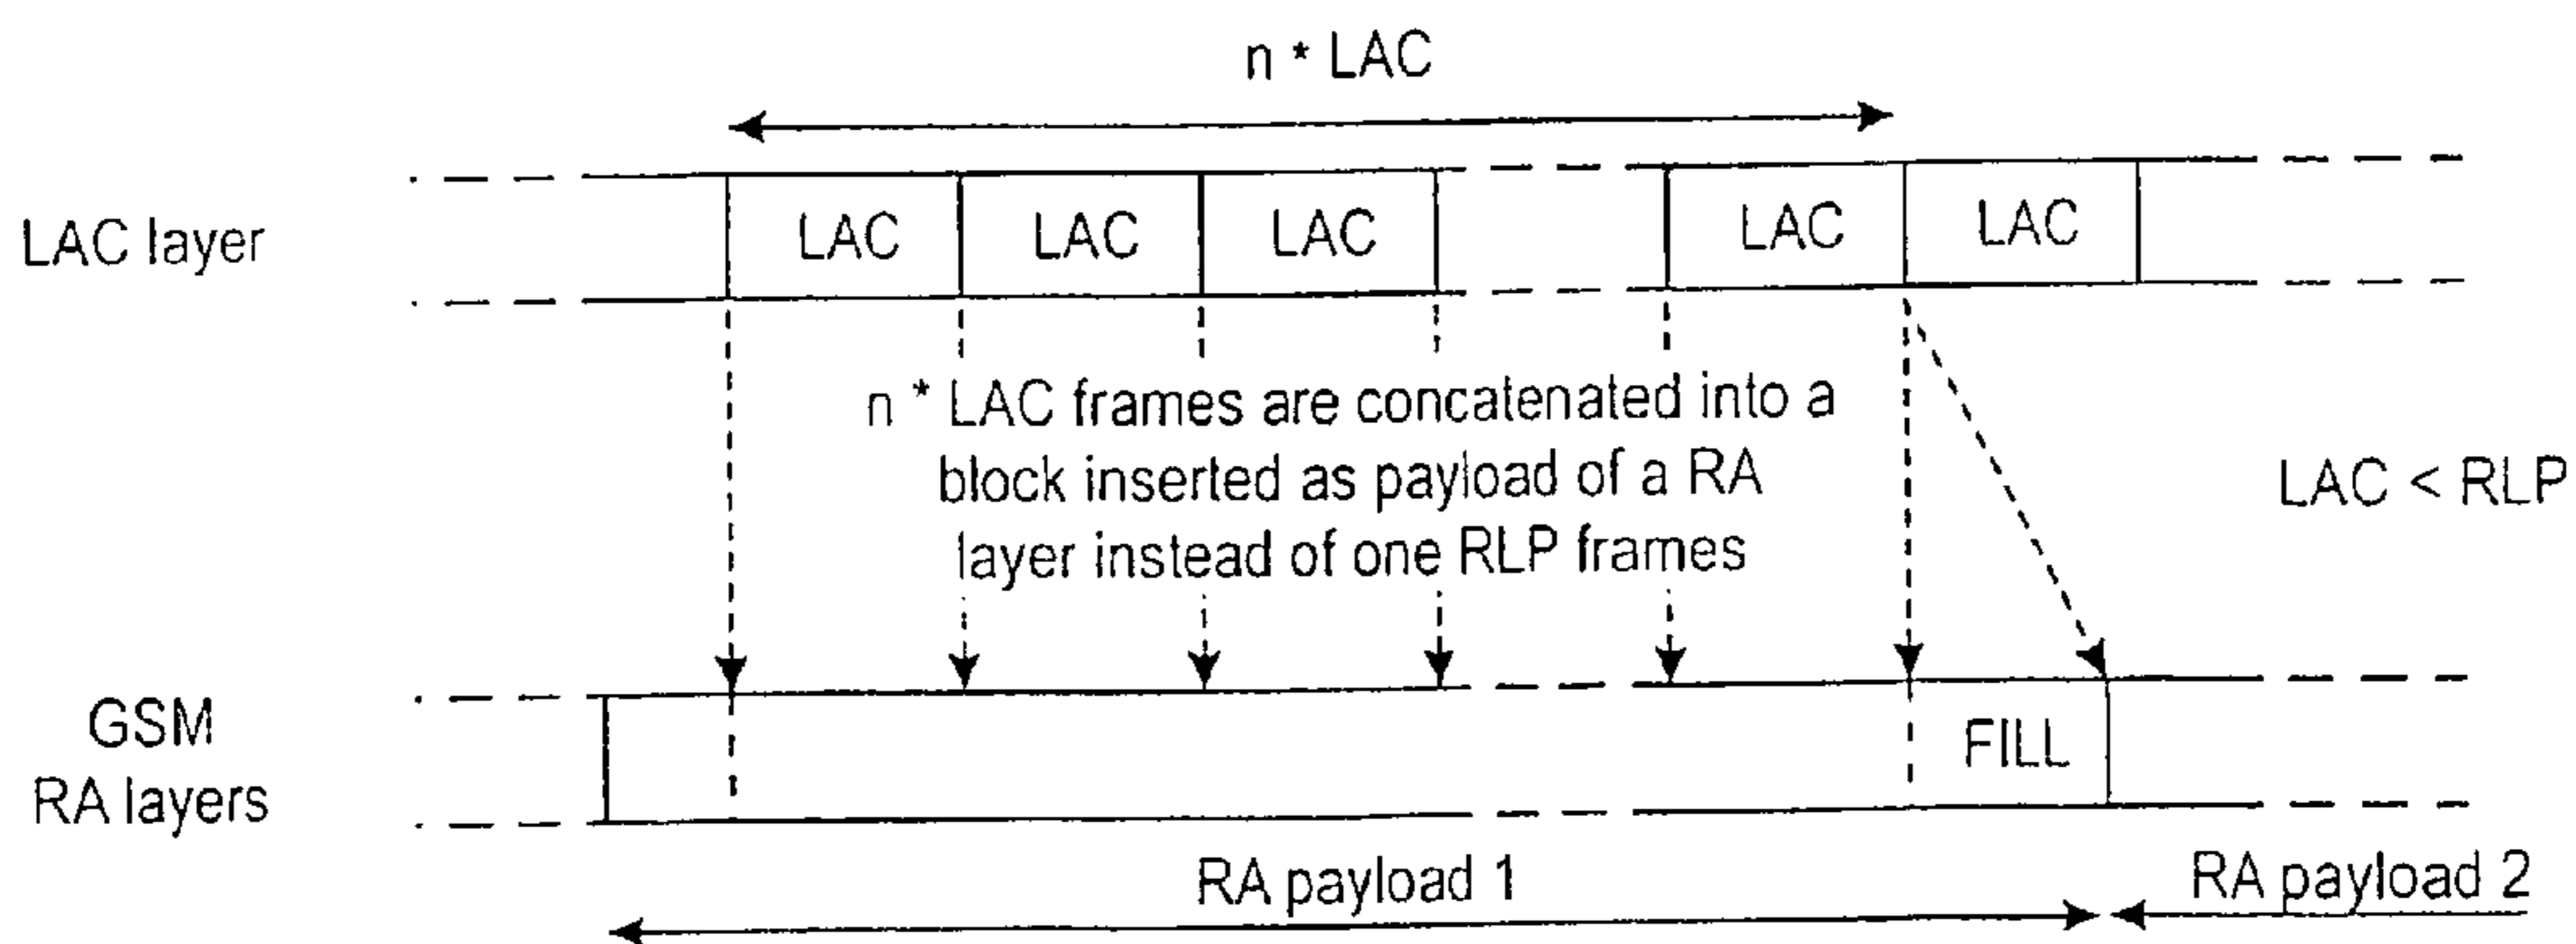 n * LAC
LAC layer
LAC LAC LAC LAC LAC
n * LAC frames are concatenated into a
block inserted as payload of a RA
layer instead of one RLP frames
LAC < RLP
GSM
RA layers
FILL
RA payload 1
RA payload 2